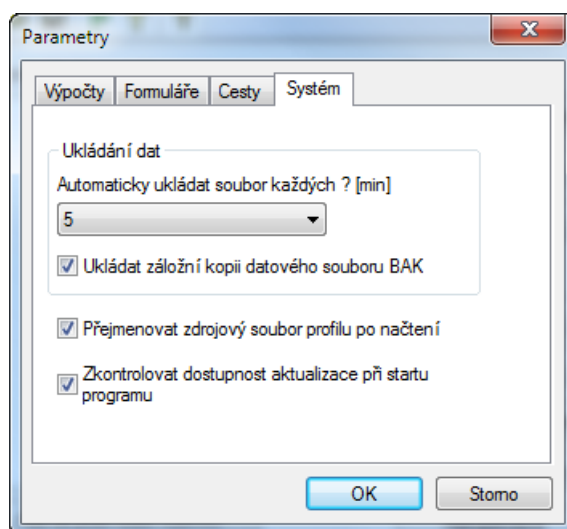 Parametry
Výpočty Formuláře Cesty Systém
Ukládání dat
Automaticky ukládat soubor každých ? [min]
5
Ukládat záložní kopii datového souboru BAK
Přejmenovat zdrojový soubor profilu po načtení
Zkontrolovat dostupnost aktualizace při startu
programu
OK Storno